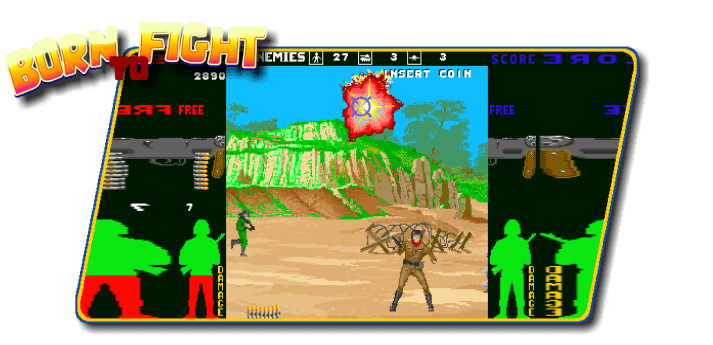 BORN TO FIGHT
ENEMIES 27 3 3
SCORE
2890
INSERT COIN
FREE
FREE
7
DAMAGE
DAMAGE